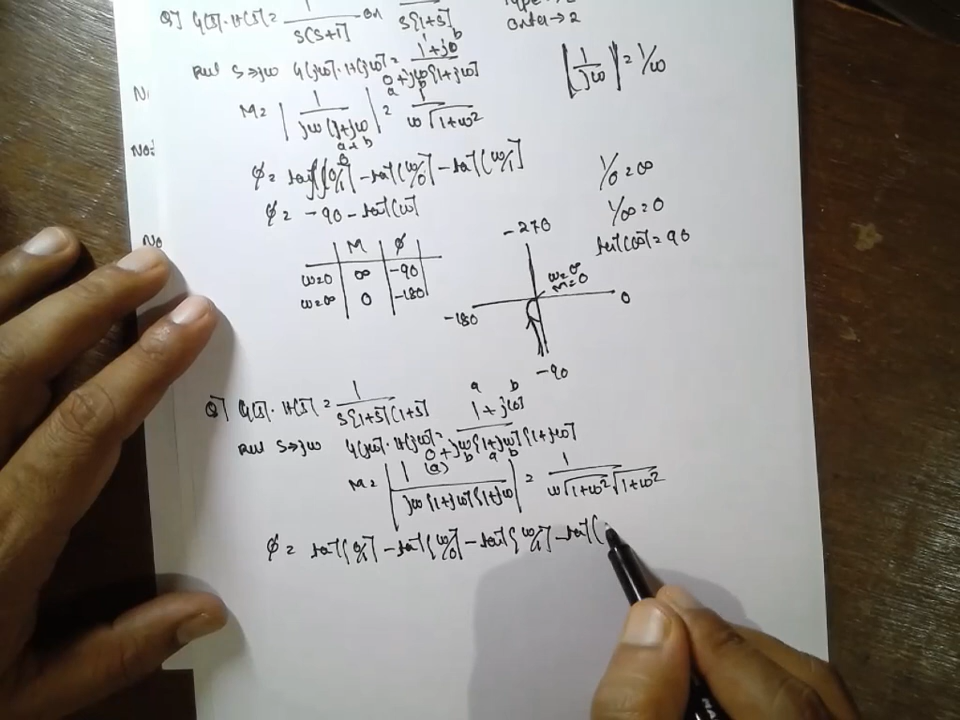 Q] G(s)·H(s) = 1/s(s+1) or s[1+s]
order → 2
Put s→jω G(jω)·H(jω) = 1+j0/0+jω[1+jω]
a b
|1/jω| = 1/ω
No:
M = |1/jω(1+jω)| = 1/ω√1+ω²
a + b
ϕ = tan⁻¹[0/1] - tan⁻¹[ω/0] - tan⁻¹[ω/1]
1/0 = ∞
ϕ = -90 - tan⁻¹(ω)
1/∞ = 0
tan⁻¹(∞) = 90
M ϕ
ω=0 ∞ -90
ω=∞ 0 -180
-270
ω=∞
M=0
-180
0
-90
Q] G(s)·H(s) = 1/s[1+s](1+s)
a b
1 + j0
Put s→jω G(jω)·H(jω) = 0+jω[1+jω][1+jω]
(a) b a b
M = |1/jω[1+jω][1+jω]| = 1/ω√1+ω²√1+ω²
ϕ = tan⁻¹[0/1] - tan⁻¹[ω/0] - tan⁻¹[ω/1] - tan⁻¹(